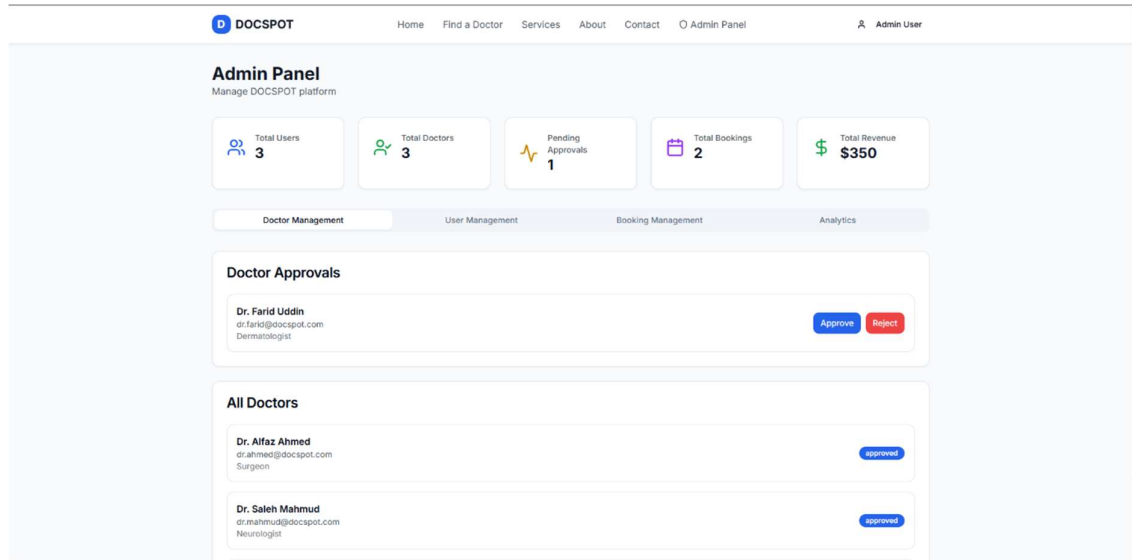 D DOCSPOT
Home Find a Doctor Services About Contact Admin Panel
Admin User
Admin Panel
Manage DOCSPOT platform
Total Users
3
Total Doctors
3
Pending
Approvals
1
Total Bookings
2
Total Revenue
$350
Doctor Management User Management Booking Management Analytics
Doctor Approvals
Dr. Farid Uddin
dr.farid@docspot.com
Dermatologist
Approve Reject
All Doctors
Dr. Alfaz Ahmed
dr.ahmed@docspot.com
Surgeon
approved
Dr. Saleh Mahmud
dr.mahmud@docspot.com
Neurologist
approved